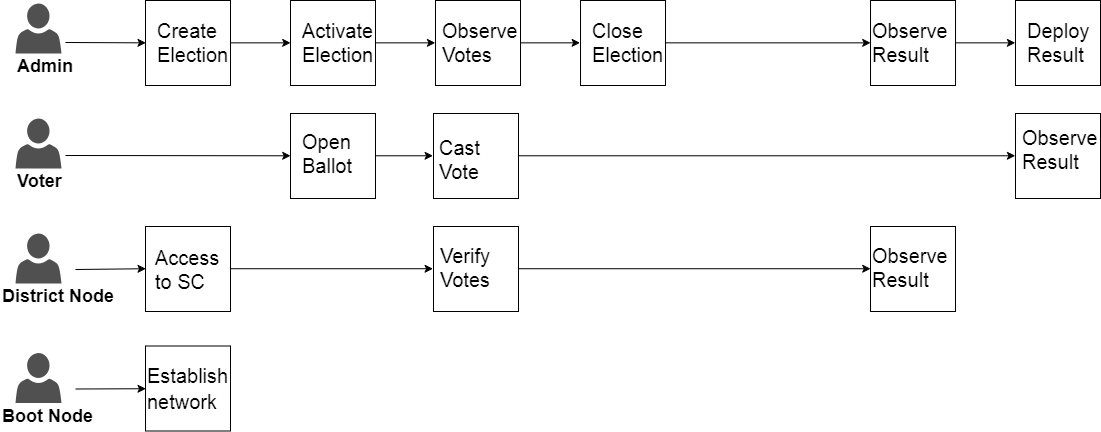 Admin
Create
Election
Activate
Election
Observe
Votes
Close
Election
Observe
Result
Deploy
Result
Voter
Open
Ballot
Cast
Vote
Observe
Result
District Node
Access
to SC
Verify
Votes
Observe
Result
Boot Node
Establish
network